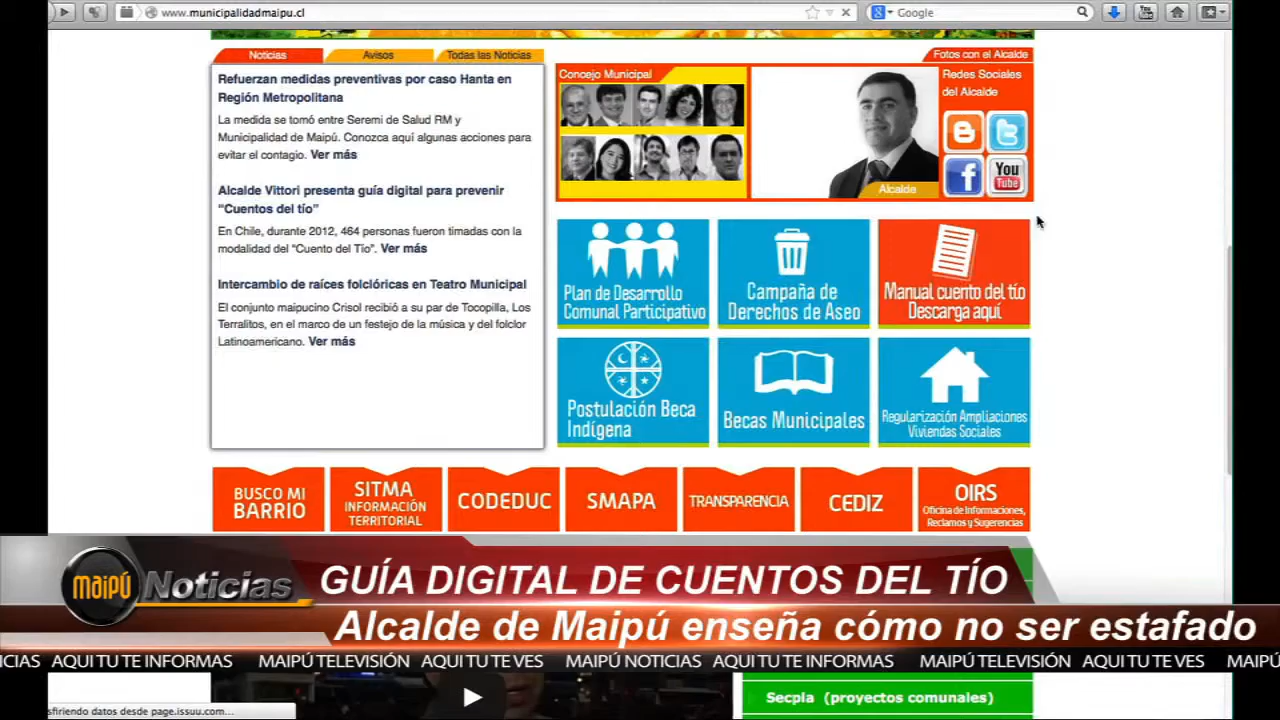 www.municipalidadmaipu.cl
Google
Noticias
Avisos
Todas las Noticias
Refuerzan medidas preventivas por caso Hanta en
Región Metropolitana
La medida se tomó entre Seremi de Salud RM y
Municipalidad de Maipú. Conozca aquí algunas acciones para
evitar el contagio. Ver más
Alcalde Vittori presenta guía digital para prevenir
“Cuentos del tío”
En Chile, durante 2012, 464 personas fueron timadas con la
modalidad del “Cuento del Tío”. Ver más
Intercambio de raíces folclóricas en Teatro Municipal
El conjunto maipucino Crisol recibió a su par de Tocopilla, Los
Terralitos, en el marco de un festejo de la música y del folclor
Latinoamericano. Ver más
Fotos con el Alcalde
Concejo Municipal
Alcalde
Redes Sociales
del Alcalde
You
Tube
Plan de Desarrollo
Comunal Participativo
Campaña de
Derechos de Aseo
Manual cuento del tío
Descarga aquí
Postulación Beca
Indígena
Becas Municipales
Regularización Ampliaciones
Viviendas Sociales
BUSCO MI
BARRIO
SITMA
INFORMACIÓN
TERRITORIAL
CODEDUC
SMAPA
TRANSPARENCIA
CEDIZ
OIRS
Oficina de Informaciones,
Reclamos y Sugerencias
maipú Noticias
GUÍA DIGITAL DE CUENTOS DEL TÍO
Alcalde de Maipú enseña cómo no ser estafado
ICIAS AQUI TU TE INFORMAS MAIPÚ TELEVISIÓN AQUI TU TE VES MAIPÚ NOTICIAS AQUI TU TE INFORMAS MAIPÚ TELEVISIÓN AQUI TU TE VES MAIPÚ
Secpla (proyectos comunales)
sfiriendo datos desde page.issuu.com...